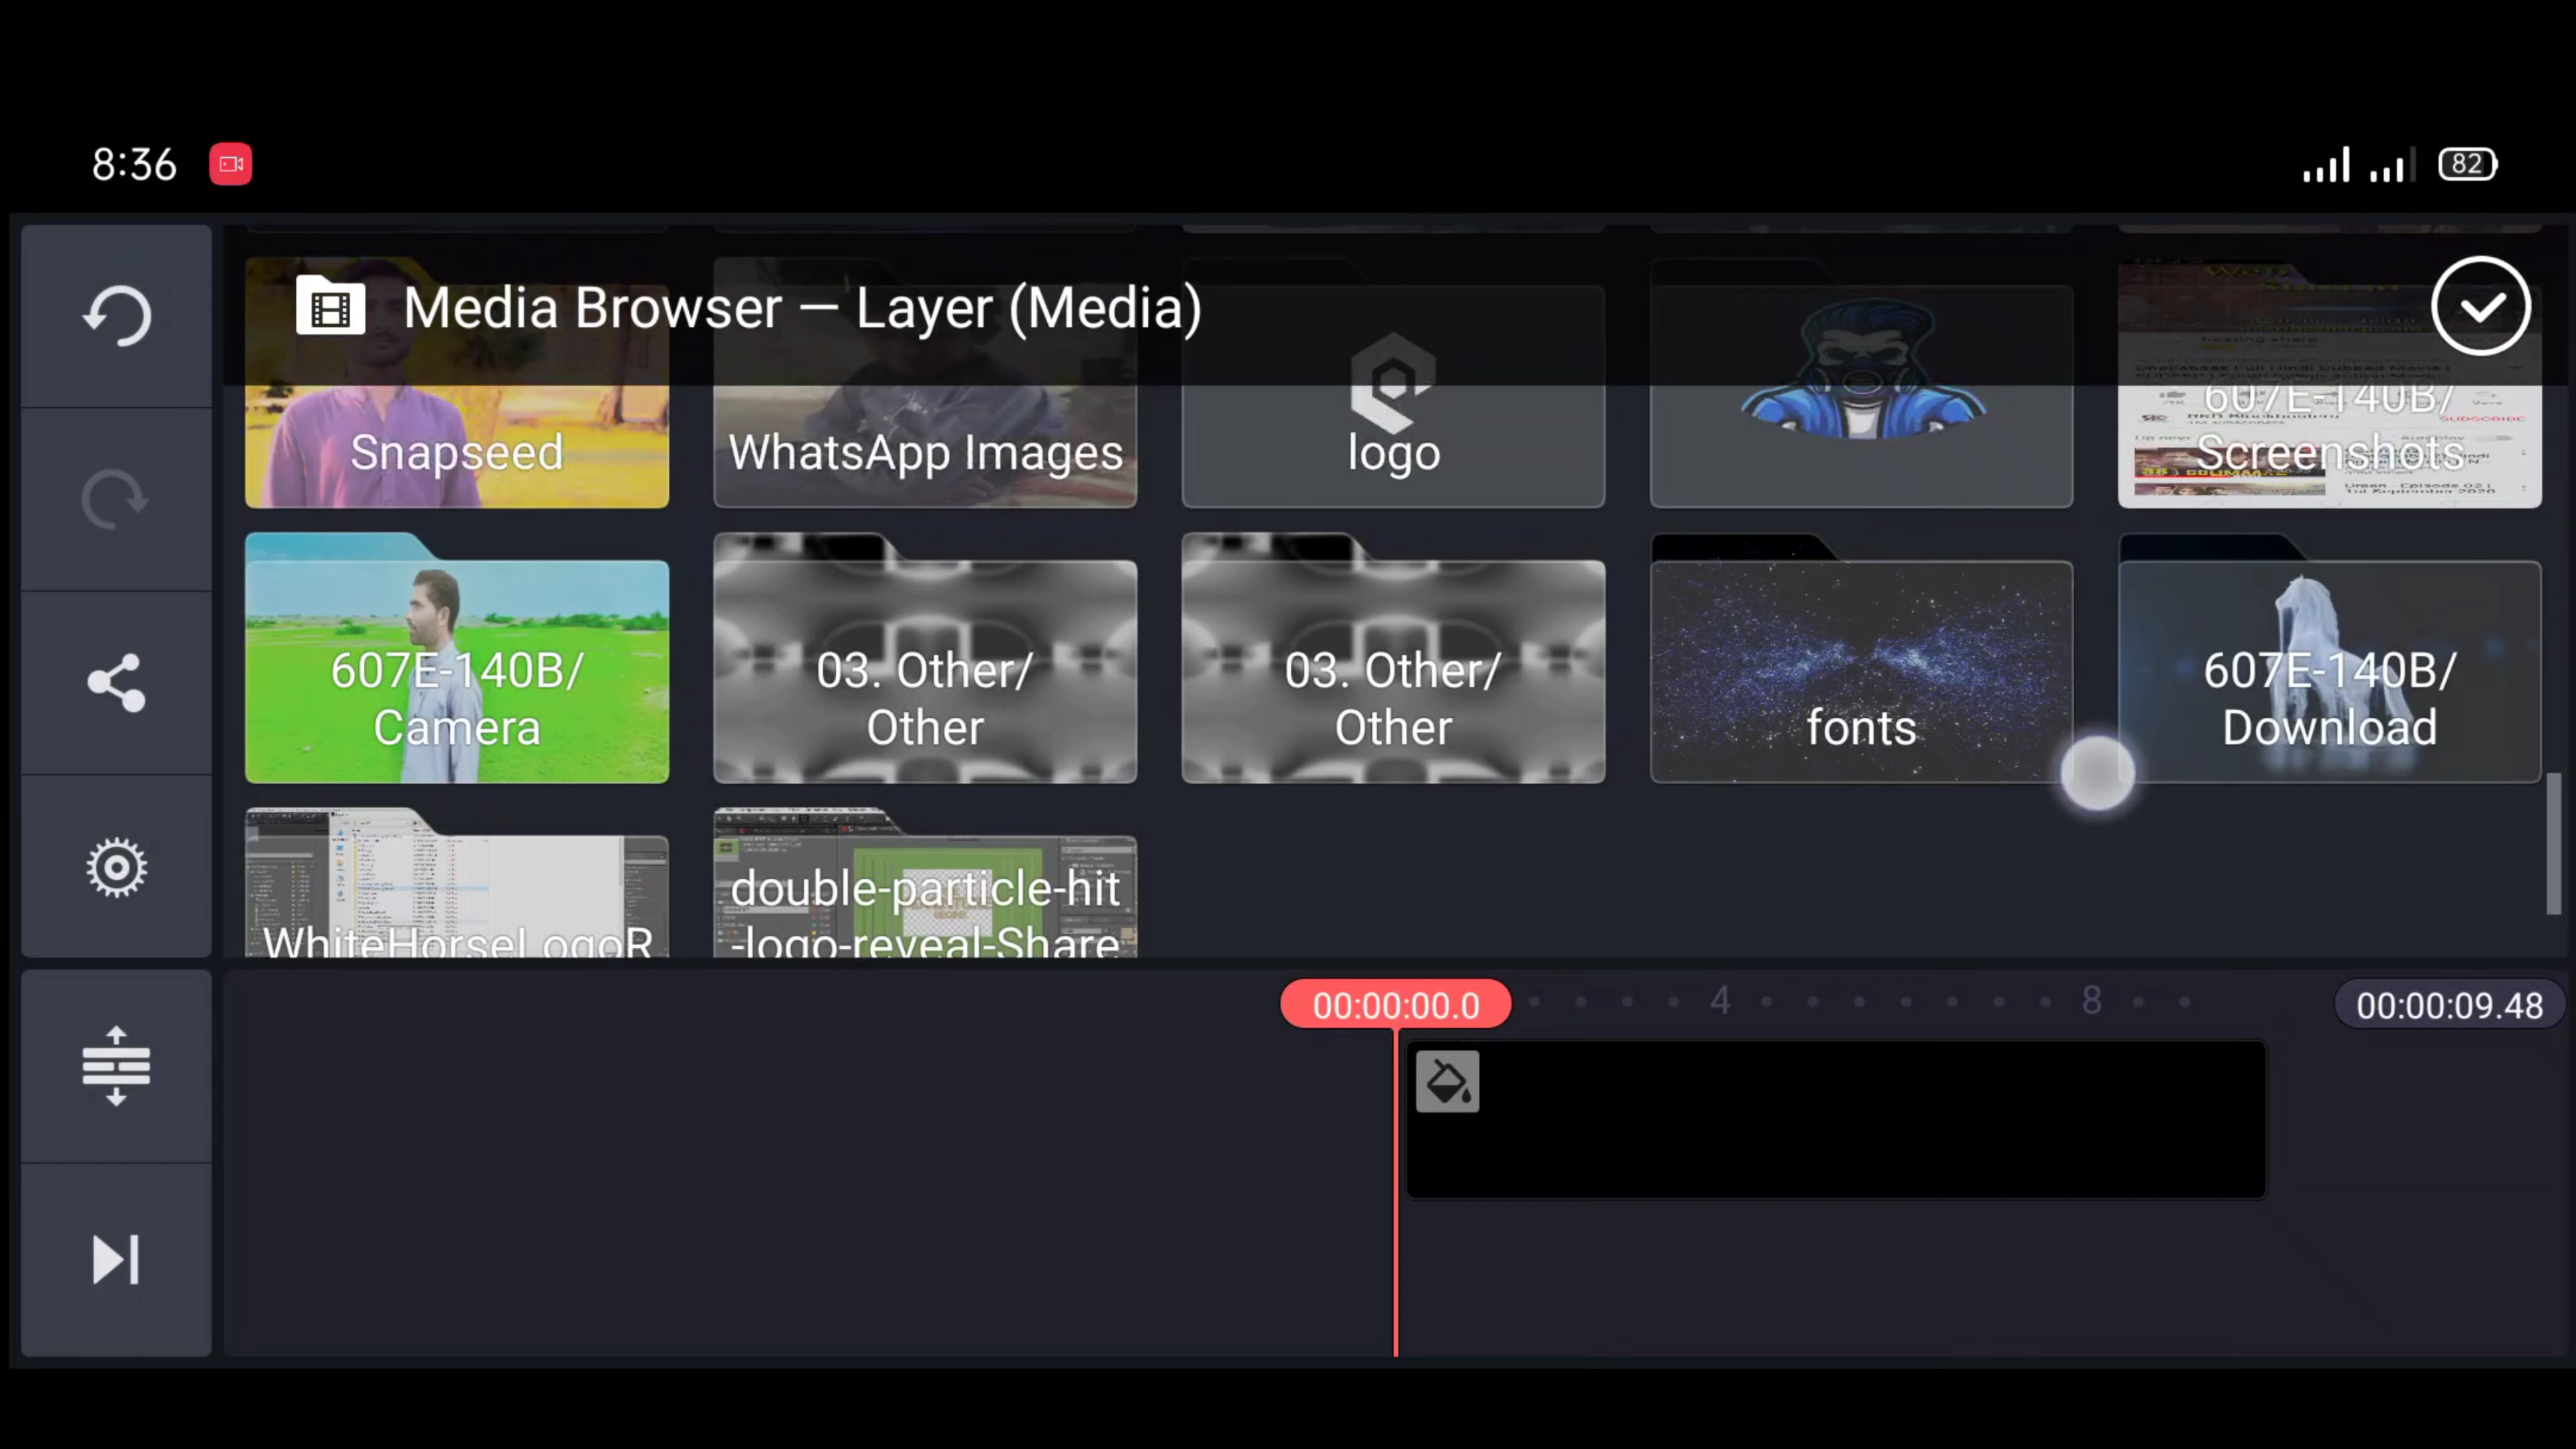 8:36
82
Media Browser — Layer (Media)
Snapseed
WhatsApp Images
logo
607E-140B/
Screenshots
607E-140B/
Camera
03. Other/
Other
03. Other/
Other
fonts
607E-140B/
Download
WhiteHorseLogoR
double-particle-hit
-logo-reveal-Share
00:00:00.0
4
8
00:00:09.48